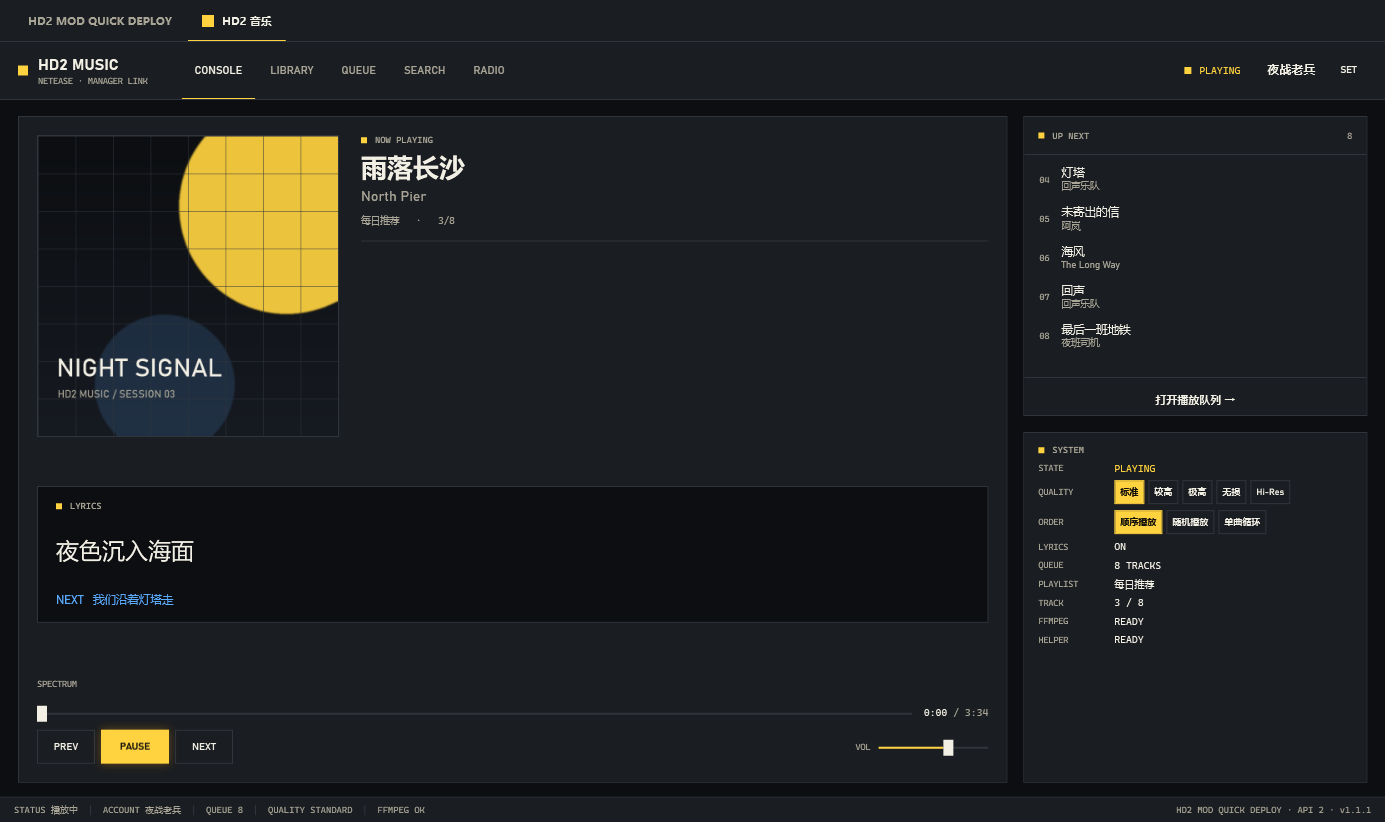 HD2 MOD QUICK DEPLOY HD2 音乐
HD2 MUSIC
NETEASE · MANAGER LINK
CONSOLE LIBRARY QUEUE SEARCH RADIO
PLAYING 夜战老兵 SET
NIGHT SIGNAL
HD2 MUSIC / SESSION 03
NOW PLAYING
雨落长沙
North Pier
每日推荐 · 3/8
LYRICS
夜色沉入海面
NEXT 我们沿着灯塔走
SPECTRUM
0:00 / 3:34
PREV PAUSE NEXT VOL
UP NEXT 8
04 灯塔
回声乐队
05 未寄出的信
阿岚
06 海风
The Long Way
07 回声
回声乐队
08 最后一班地铁
夜班司机
打开播放队列 →
SYSTEM
STATE PLAYING
QUALITY 标准 较高 极高 无损 Hi-Res
ORDER 顺序播放 随机播放 单曲循环
LYRICS ON
QUEUE 8 TRACKS
PLAYLIST 每日推荐
TRACK 3 / 8
FFMPEG READY
HELPER READY
STATUS 播放中 ACCOUNT 夜战老兵 QUEUE 8 QUALITY STANDARD FFMPEG OK
HD2 MOD QUICK DEPLOY · API 2 · v1.1.1